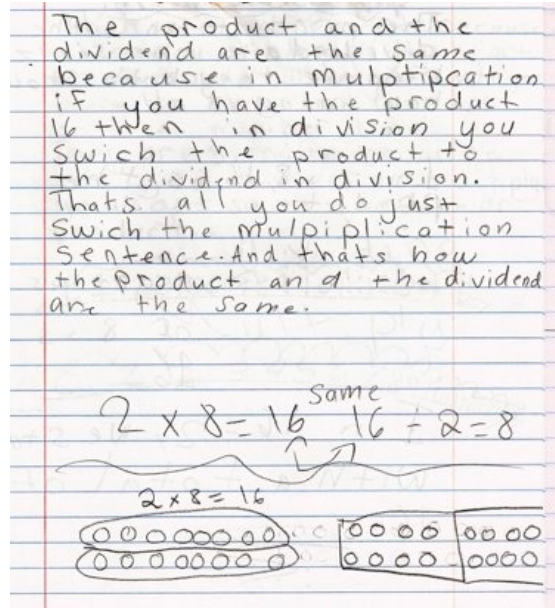 The product and the
dividend are the same
because in mulptipcation
if you have the product
16 then in division you
swich the product to
the dividend in division.
Thats all you do just
swich the mulpiplication
sentence. And thats how
the product and the dividend
are the same.
Same
2 x 8 = 16 16 ÷ 2 = 8
2 x 8 = 16